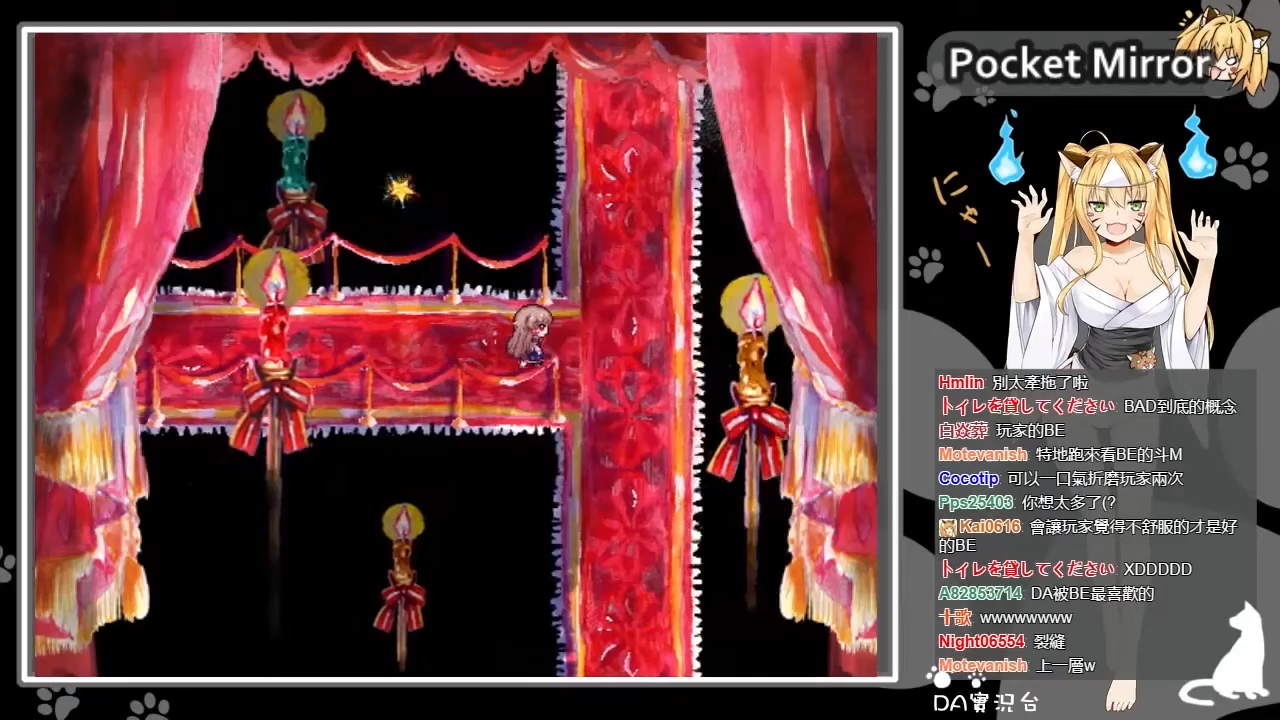 Pocket Mirror
にゃー
Hmlin 別太牽拖了啦
トイレを貸してください BAD到底的概念
白焱葬 玩家的BE
Motevanish 特地跑來看BE的斗M
Cocotip 可以一口氣折磨玩家兩次
Pps25403 你想太多了(?
Kai0616 會讓玩家覺得不舒服的才是好
的BE
トイレを貸してください XDDDDD
A82853714 DA被BE最喜歡的
十歌 wwwwwwww
Night06554 裂縫
Motevanish 上一層w
DA實況台